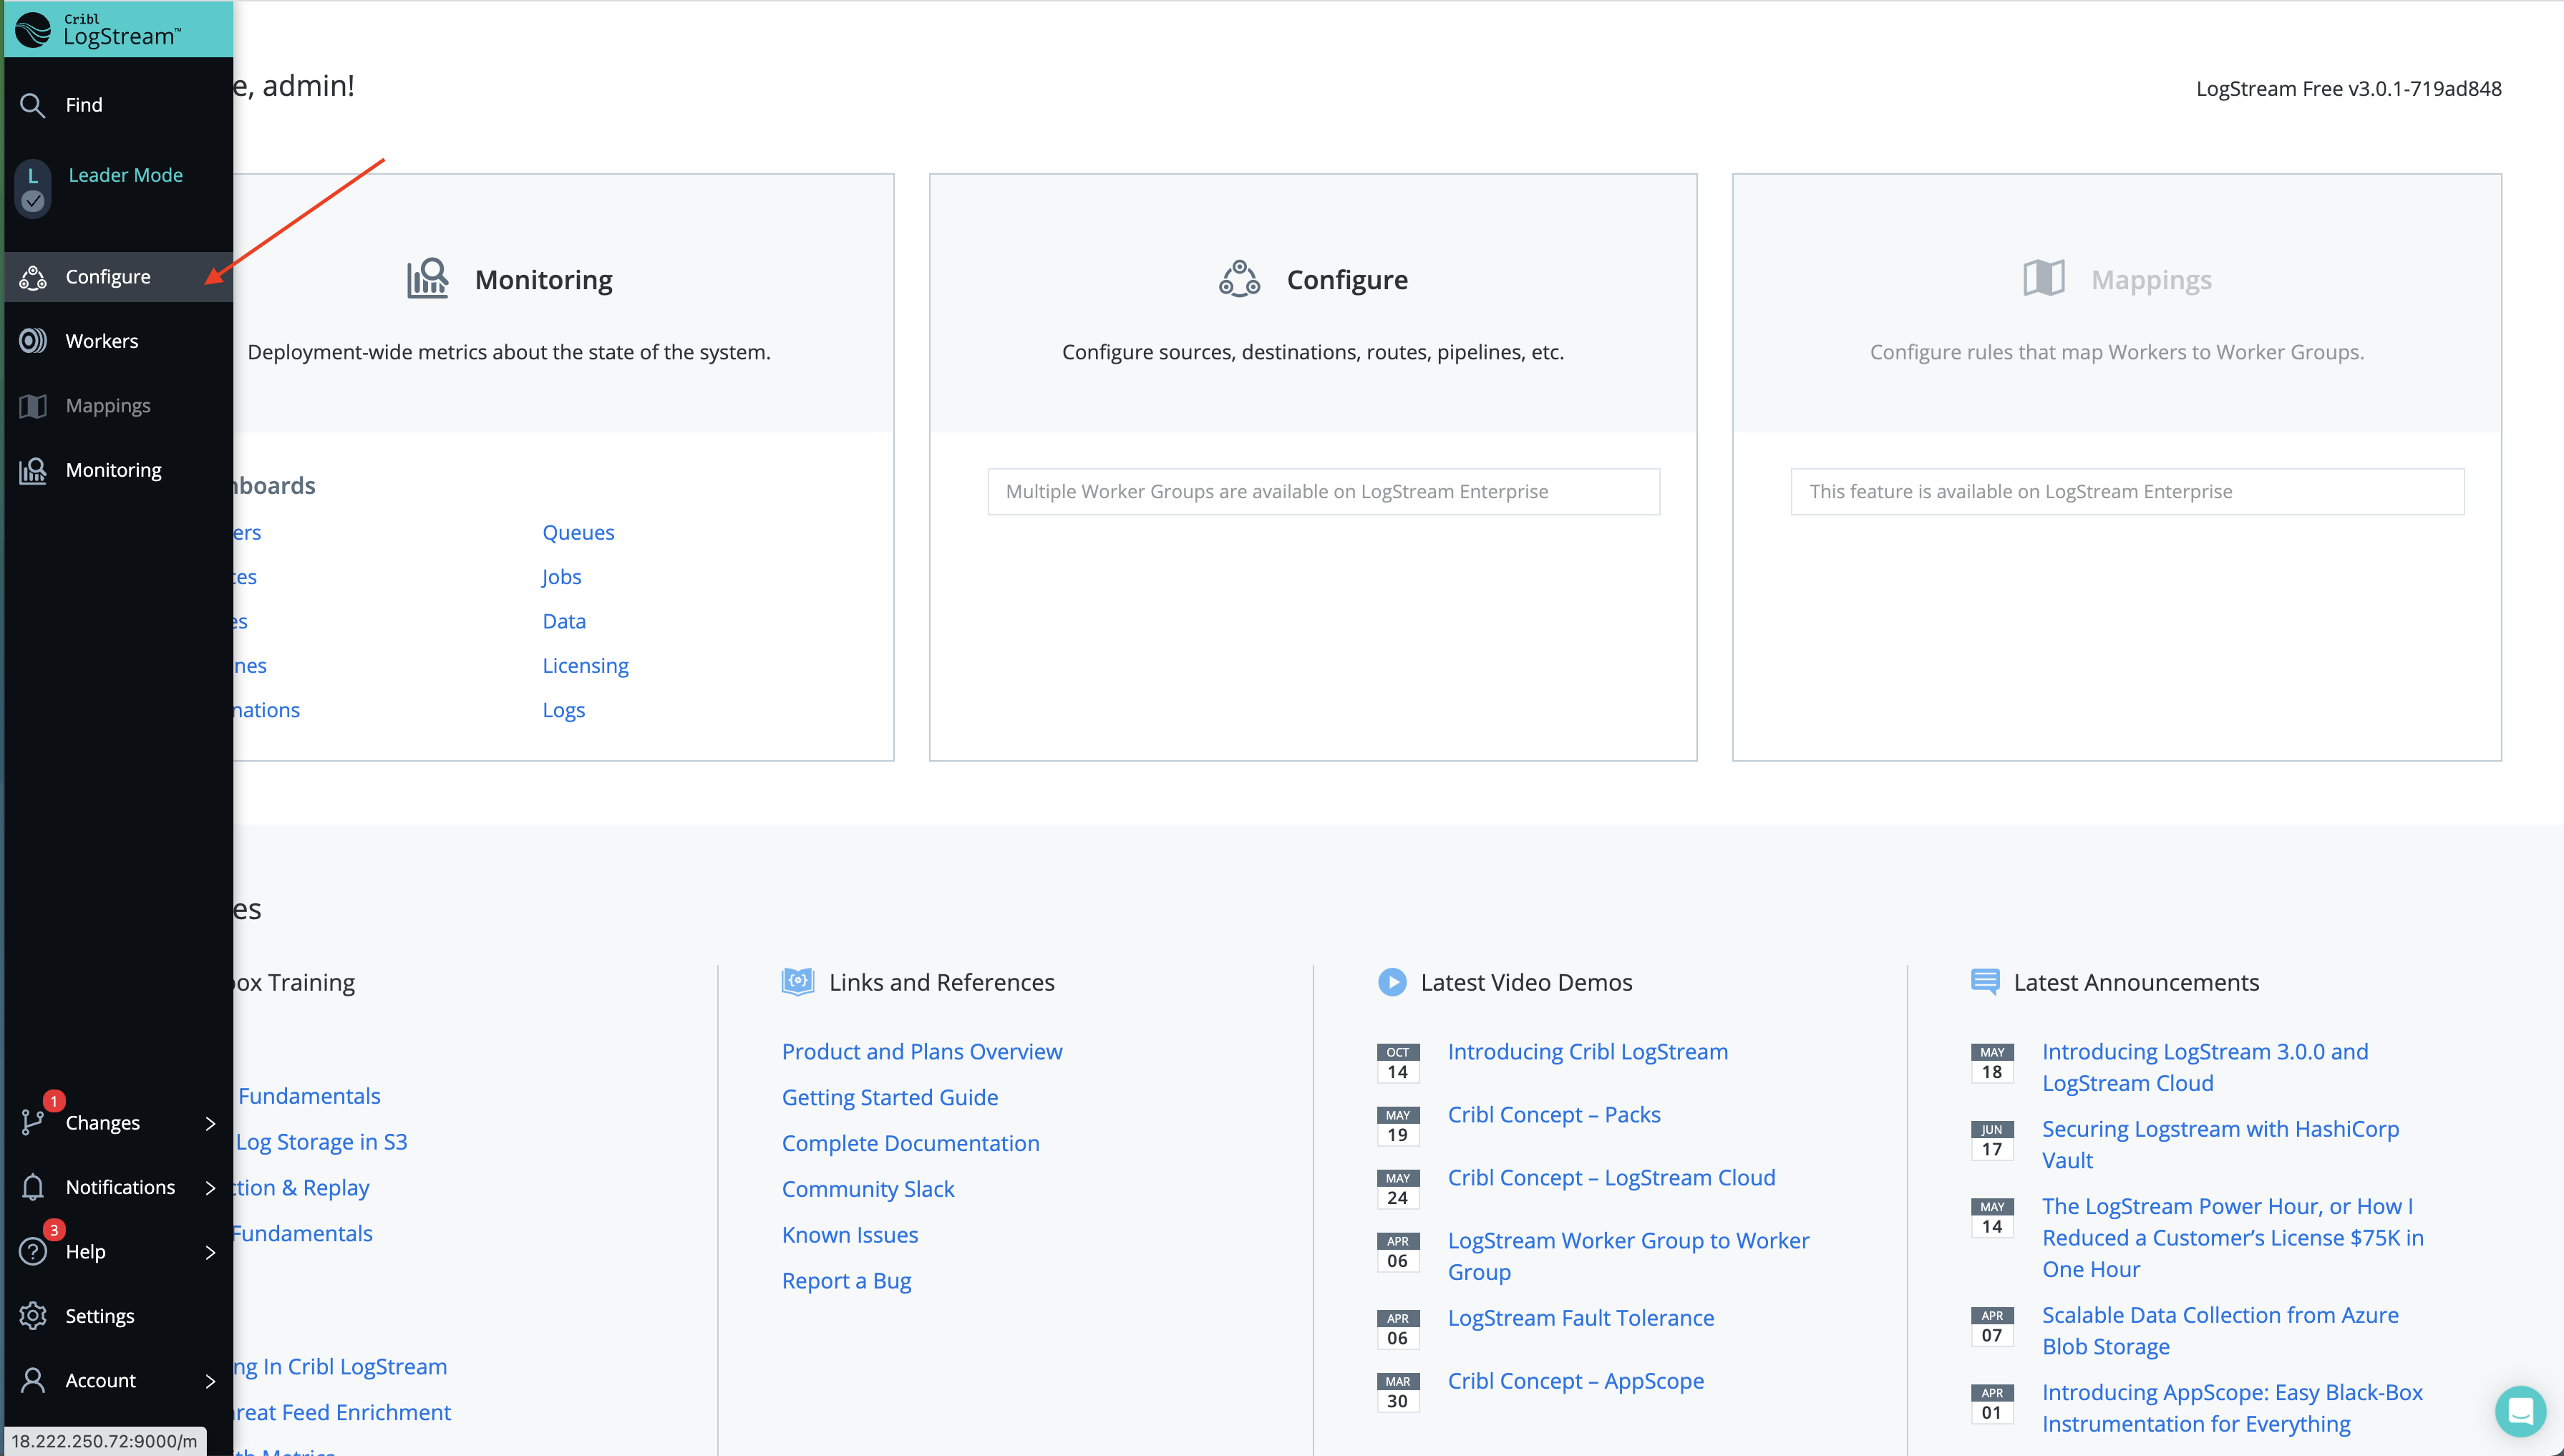 Cribl
LogStream™
Find
L
Leader Mode
Configure
Workers
Mappings
Monitoring
1
Changes
Notifications
3
Help
Settings
Account
18.222.250.72:9000/m
e, admin!
LogStream Free v3.0.1-719ad848
Monitoring
Deployment-wide metrics about the state of the system.
boards
ers
Queues
es
Jobs
es
Data
nes
Licensing
nations
Logs
Configure
Configure sources, destinations, routes, pipelines, etc.
Multiple Worker Groups are available on LogStream Enterprise
Mappings
Configure rules that map Workers to Worker Groups.
This feature is available on LogStream Enterprise
es
ox Training
Fundamentals
Log Storage in S3
ction & Replay
Fundamentals
ng In Cribl LogStream
reat Feed Enrichment
Links and References
Product and Plans Overview
Getting Started Guide
Complete Documentation
Community Slack
Known Issues
Report a Bug
Latest Video Demos
OCT
14
Introducing Cribl LogStream
MAY
19
Cribl Concept – Packs
MAY
24
Cribl Concept – LogStream Cloud
APR
06
LogStream Worker Group to Worker
Group
APR
06
LogStream Fault Tolerance
MAR
30
Cribl Concept – AppScope
Latest Announcements
MAY
18
Introducing LogStream 3.0.0 and
LogStream Cloud
JUN
17
Securing Logstream with HashiCorp
Vault
MAY
14
The LogStream Power Hour, or How I
Reduced a Customer’s License $75K in
One Hour
APR
07
Scalable Data Collection from Azure
Blob Storage
APR
01
Introducing AppScope: Easy Black-Box
Instrumentation for Everything